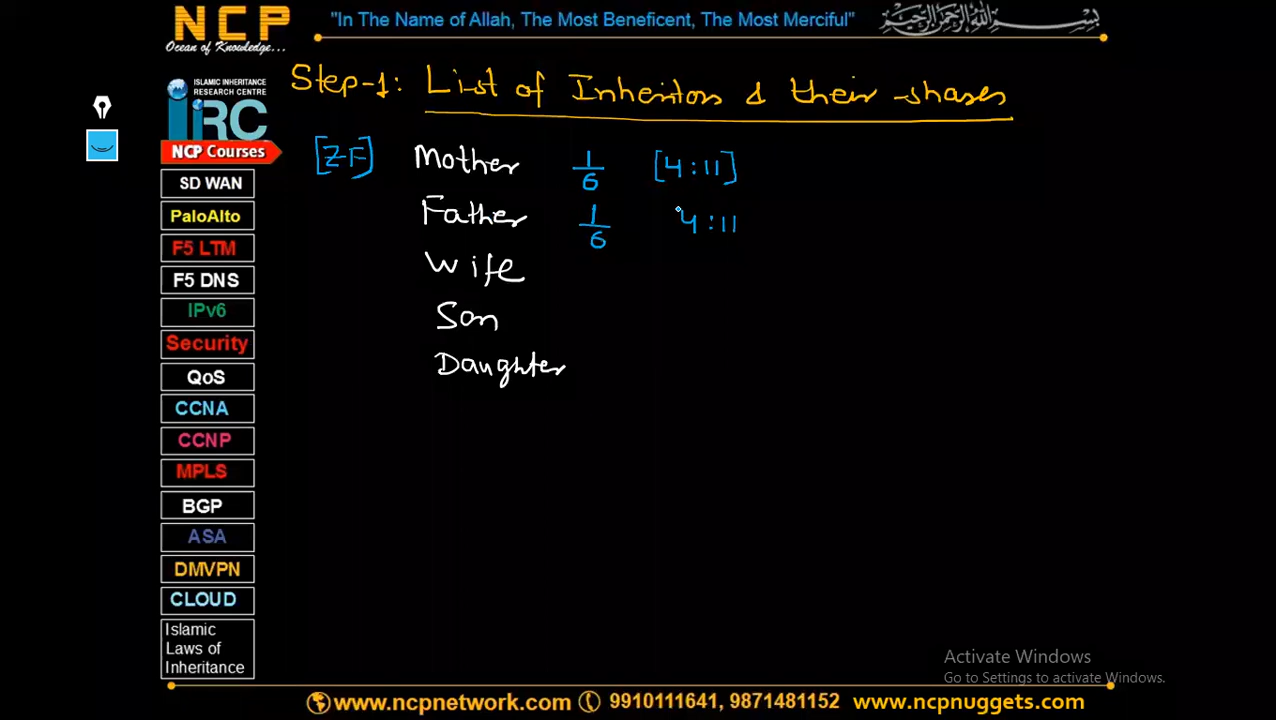 NCP
Ocean of Knowledge...
"In The Name of Allah, The Most Beneficent, The Most Merciful"
بسم الله الرحمن الرحيم
ISLAMIC INHERITANCE
RESEARCH CENTRE
iRC
NCP Courses
SD WAN
PaloAlto
F5 LTM
F5 DNS
IPv6
Security
QoS
CCNA
CCNP
MPLS
BGP
ASA
DMVPN
CLOUD
Islamic
Laws of
Inheritance
Step-1: List of Inheritors & their shares
[ZF] Mother 1/6 [4:11]
Father 1/6 4:11
Wife
Son
Daughter
Activate Windows
Go to Settings to activate Windows.
www.ncpnetwork.com 9910111641, 9871481152 www.ncpnuggets.com